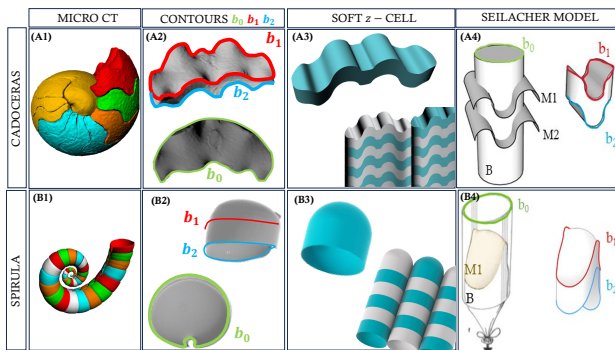 MICRO CT
CONTOURS b₀ b₁ b₂
SOFT z – CELL
SEILACHER MODEL
CADOCERAS
(A1)
(A2)
b₁
b₂
b₀
(A3)
(A4)
b₀
M1
M2
B
b₁
b₂
SPIRULA
(B1)
(B2)
b₁
b₂
b₀
(B3)
(B4)
b₀
M1
B
b₁
b₂